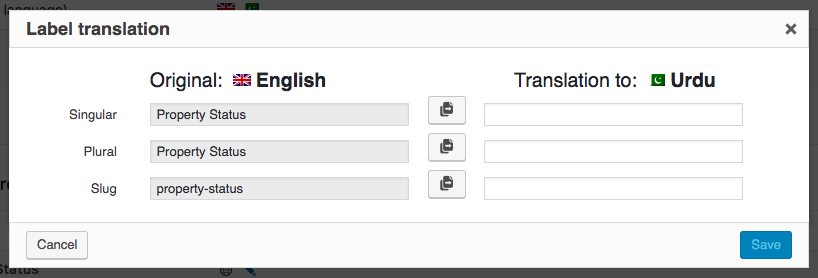 language)
Label translation
Original: English
Translation to: Urdu
Singular
Property Status
Plural
Property Status
Slug
property-status
Cancel
Save
Status